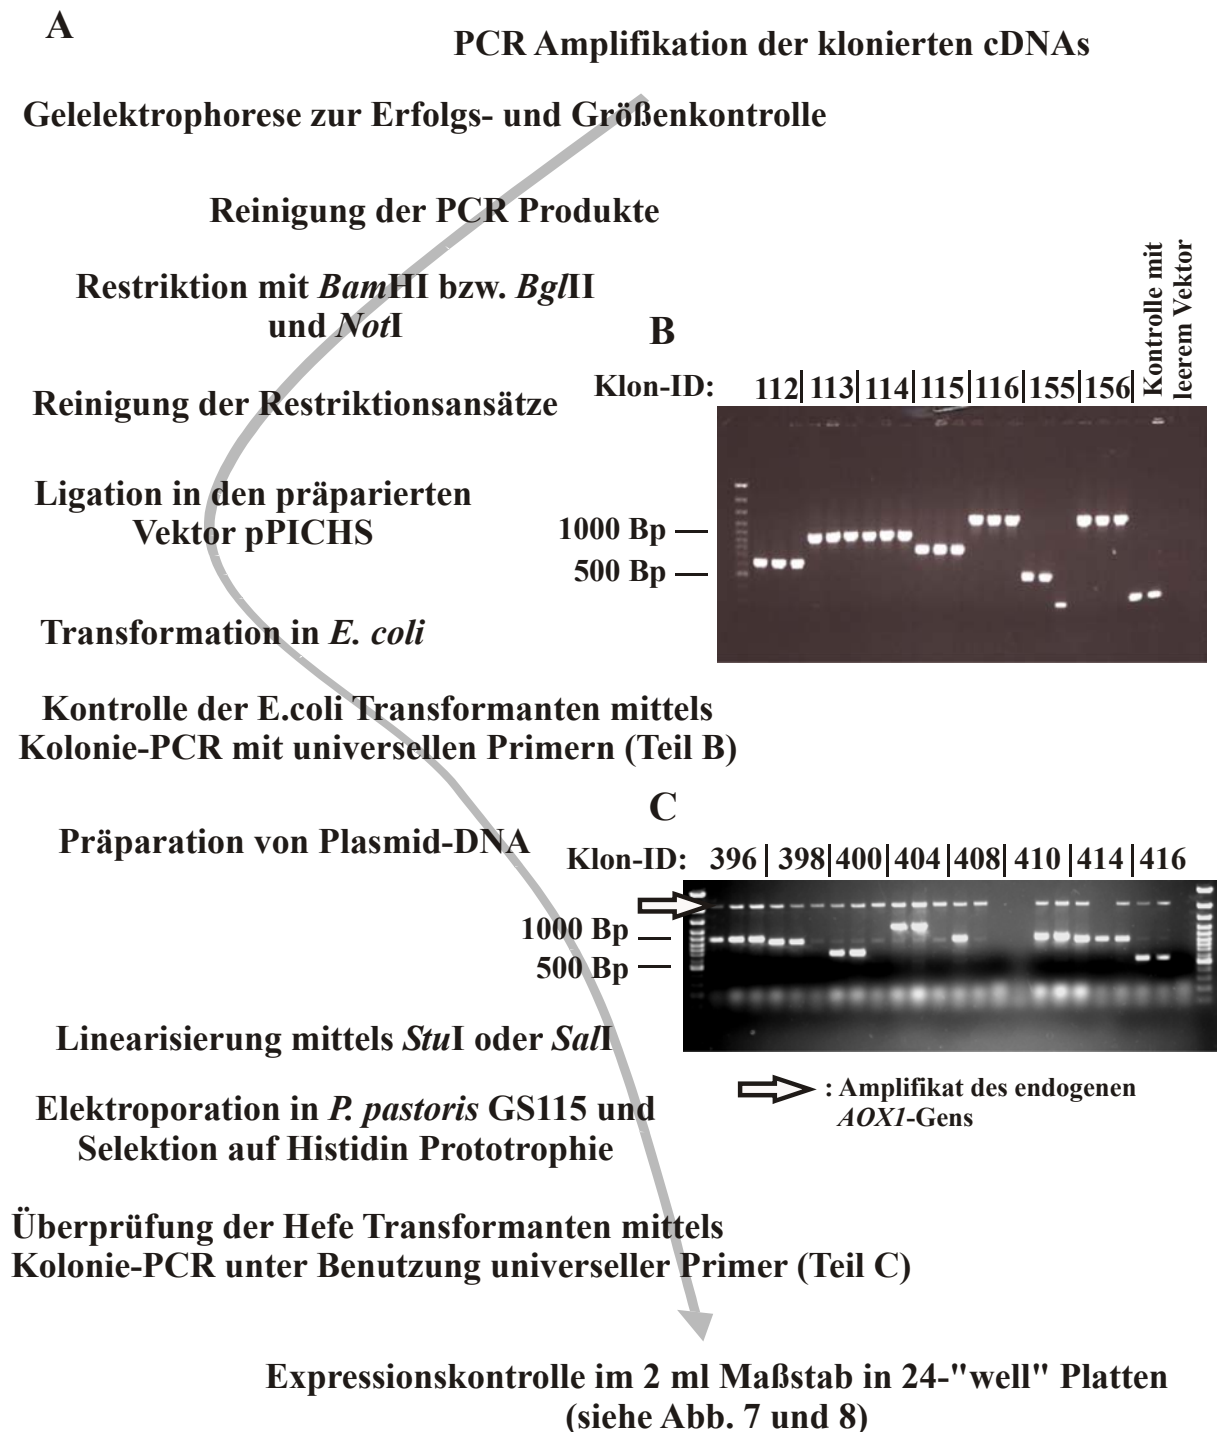 A
PCR Amplifikation der klonierten cDNAs
Gelelektrophorese zur Erfolgs- und Größenkontrolle
Reinigung der PCR Produkte
Restriktion mit BamHI bzw. BglII
und NotI
Reinigung der Restriktionsansätze
Ligation in den präparierten
Vektor pPICHS
Transformation in E. coli
Kontrolle der E.coli Transformanten mittels
Kolonie-PCR mit universellen Primern (Teil B)
Präparation von Plasmid-DNA
Linearisierung mittels StuI oder SalI
Elektroporation in P. pastoris GS115 und
Selektion auf Histidin Prototrophie
Überprüfung der Hefe Transformanten mittels
Kolonie-PCR unter Benutzung universeller Primer (Teil C)
Expressionskontrolle im 2 ml Maßstab in 24-"well" Platten
(siehe Abb. 7 und 8)
B
Klon-ID: 112| 113 | 114 | 115 | 116 | 155 | 156 |
Kontrolle mit
leerem Vektor
1000 Bp
500 Bp
C
Klon-ID: 396 | 398 | 400 | 404 | 408 | 410 | 414 | 416
1000 Bp
500 Bp
: Amplifikat des endogenen
AOX1-Gens